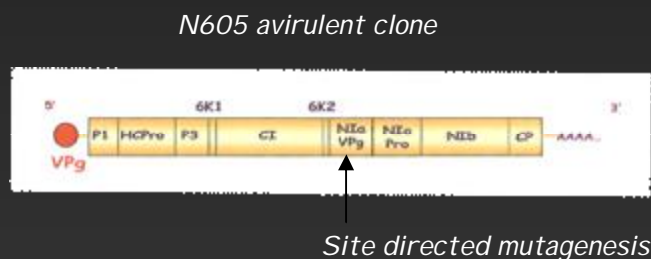 N605 avirulent clone
5' 6K1 6K2 3'
P1 HCPro P3 CI NIa VPg NIa Pro NIb CP AAAA..
VPg
Site directed mutagenesis